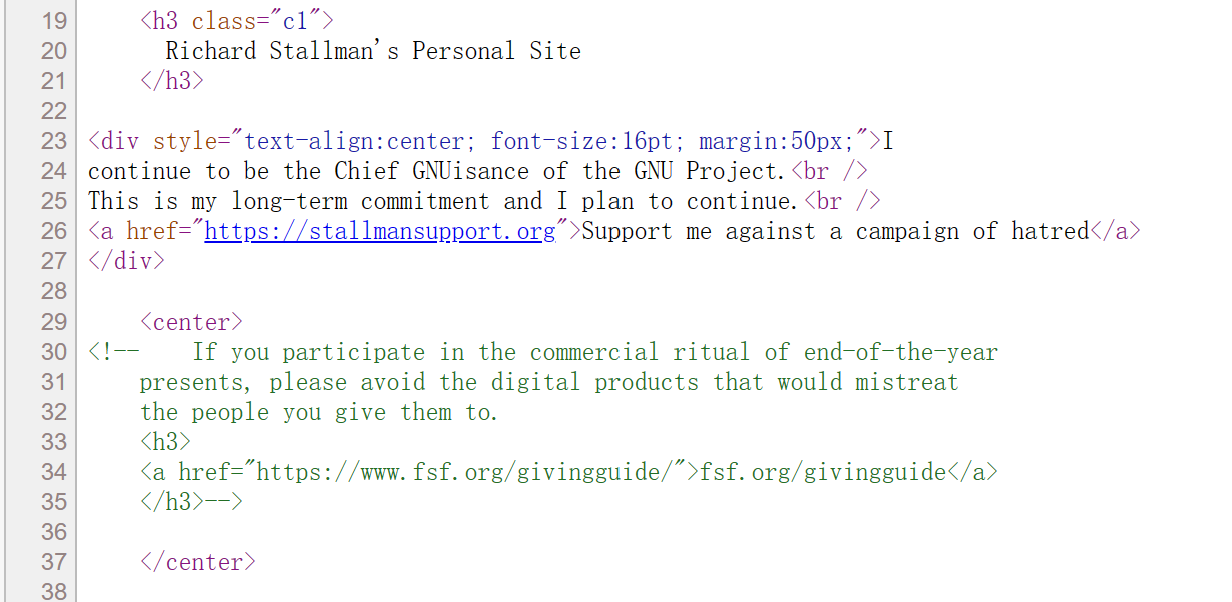 19 <h3 class="c1">
20 Richard Stallman's Personal Site
21 </h3>
22
23 <div style="text-align:center; font-size:16pt; margin:50px;">I
24 continue to be the Chief GNUisance of the GNU Project.<br />
25 This is my long-term commitment and I plan to continue.<br />
26 <a href="https://stallmansupport.org">Support me against a campaign of hatred</a>
27 </div>
28
29 <center>
30 <!-- If you participate in the commercial ritual of end-of-the-year
31 presents, please avoid the digital products that would mistreat
32 the people you give them to.
33 <h3>
34 <a href="https://www.fsf.org/givingguide/">fsf.org/givingguide</a>
35 </h3>-->
36
37 </center>
38